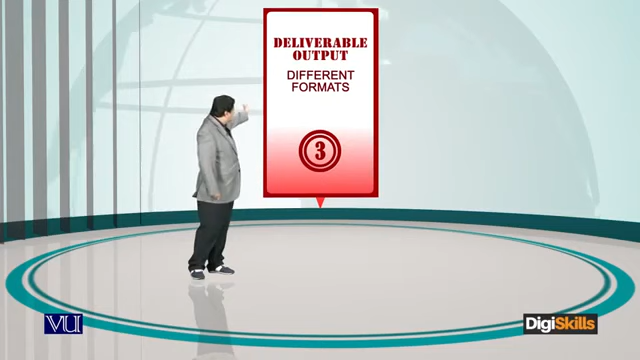 DELIVERABLE
OUTPUT
DIFFERENT
FORMATS
3
VU
DigiSkills